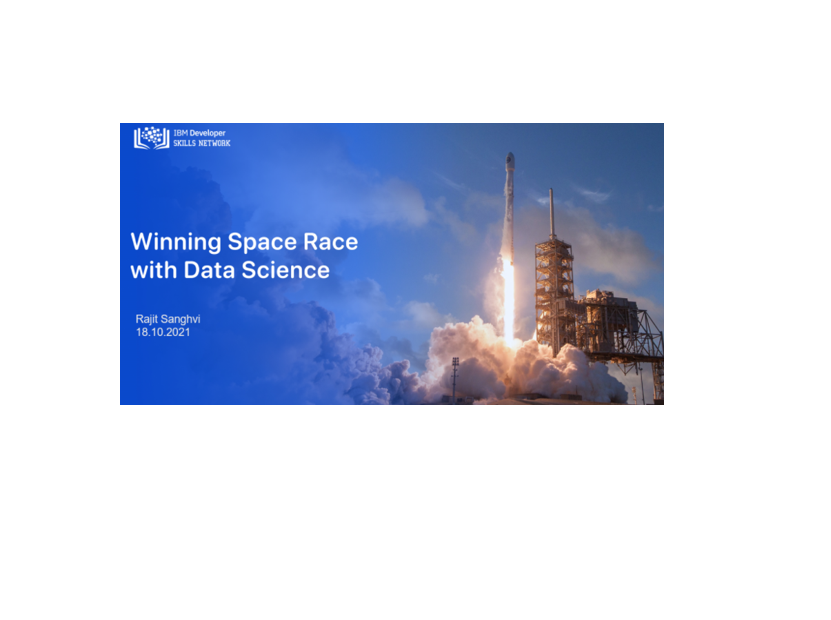 IBM Developer
SKILLS NETWORK
Winning Space Race
with Data Science
Rajit Sanghvi
18.10.2021